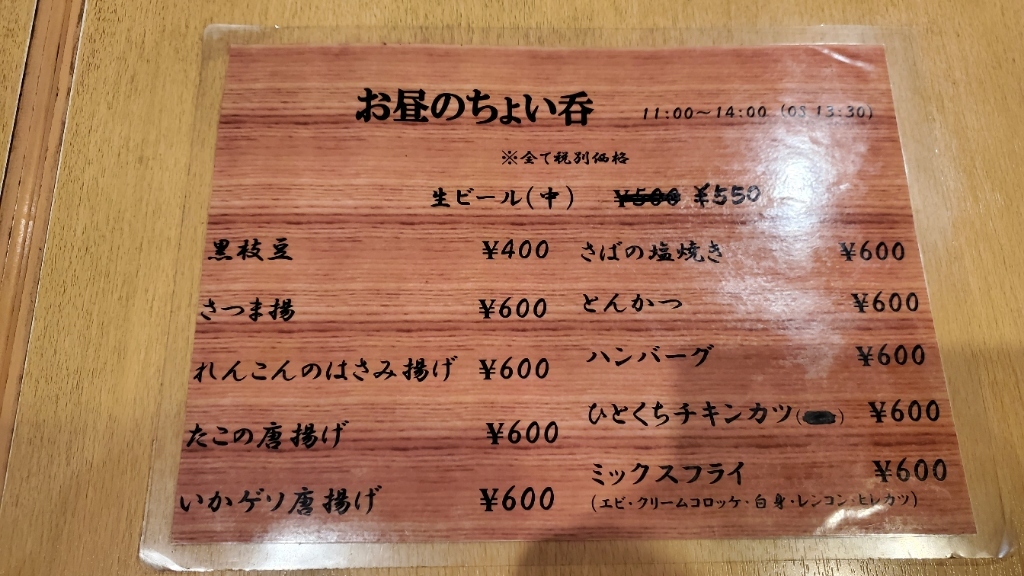 お昼のちょい呑 11:00～14:00 (OS 13:30)
※全て税別価格
生ビール(中) ¥500 ¥550
黒枝豆 ¥400
さつま揚 ¥600
れんこんのはさみ揚げ ¥600
たこの唐揚げ ¥600
いかゲソ唐揚げ ¥600
さばの塩焼き ¥600
とんかつ ¥600
ハンバーグ ¥600
ひとくちチキンカツ( ) ¥600
ミックスフライ ¥600
(エビ・クリームコロッケ・白身・レンコン・ヒレカツ)